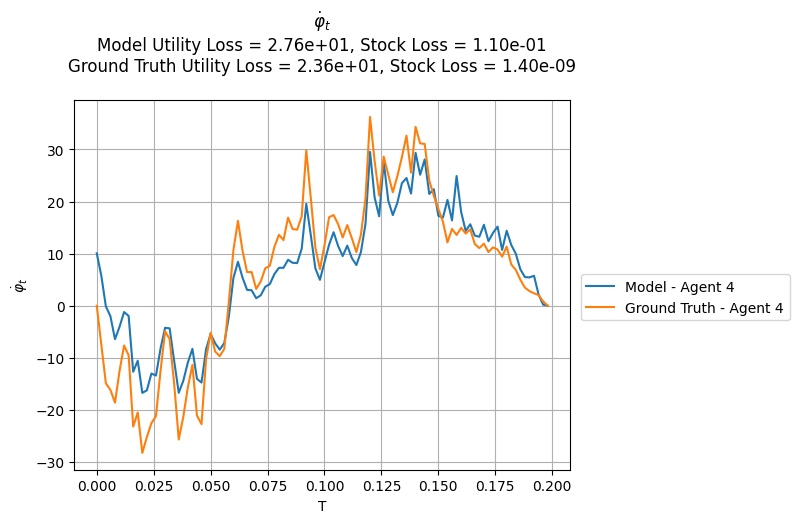 φ̇ₜ
Model Utility Loss = 2.76e+01, Stock Loss = 1.10e-01
Ground Truth Utility Loss = 2.36e+01, Stock Loss = 1.40e-09
30
20
10
0
−10
−20
−30
φ̇ₜ
0.000
0.025
0.050
0.075
0.100
0.125
0.150
0.175
0.200
T
Model - Agent 4
Ground Truth - Agent 4